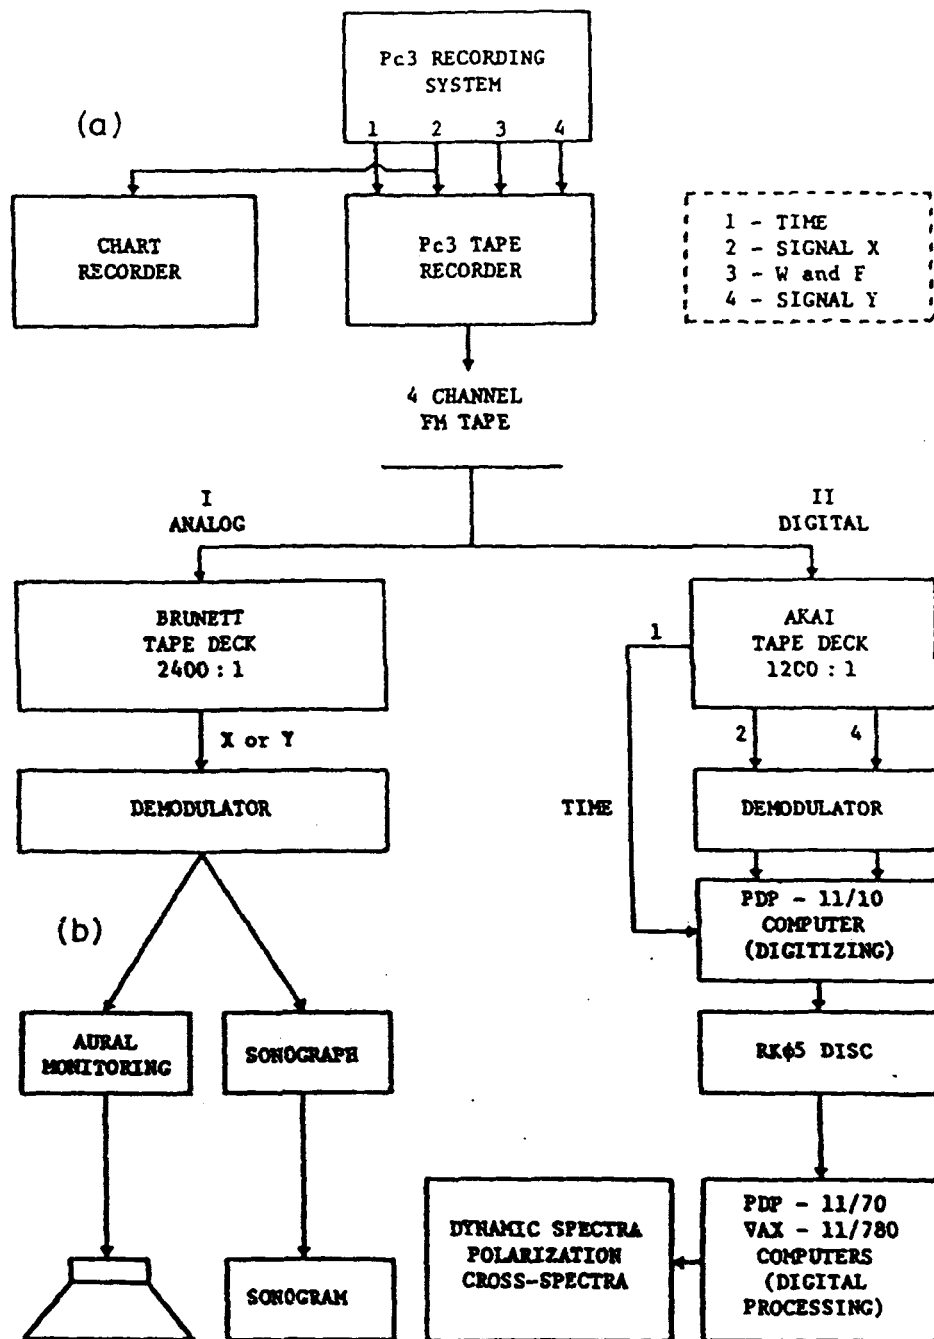 Pc3 RECORDING
SYSTEM
(a)
1 2 3 4
CHART
RECORDER
Pc3 TAPE
RECORDER
1 - TIME
2 - SIGNAL X
3 - W and F
4 - SIGNAL Y
4 CHANNEL
FM TAPE
I
ANALOG
II
DIGITAL
BRUNETT
TAPE DECK
2400 : 1
1
AKAI
TAPE DECK
1200 : 1
X or Y
2 4
DEMODULATOR
TIME
DEMODULATOR
(b)
PDP - 11/10
COMPUTER
(DIGITIZING)
AURAL
MONITORING
SONOGRAPH
RKϕ5 DISC
SONOGRAM
DYNAMIC SPECTRA
POLARIZATION
CROSS-SPECTRA
PDP - 11/70
VAX - 11/780
COMPUTERS
(DIGITAL
PROCESSING)